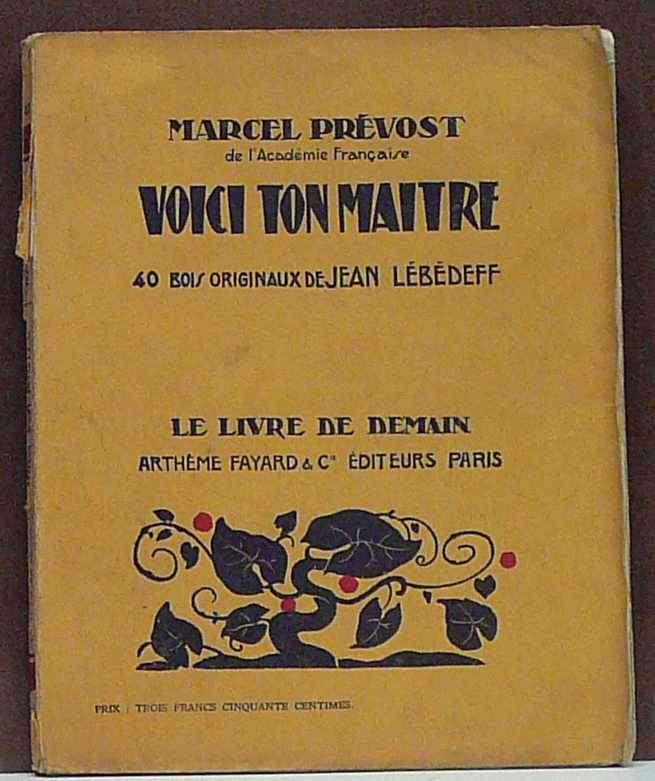 MARCEL PRÉVOST
de l'Académie Française
VOICI TON MAITRE
40 BOIS ORIGINAUX DE JEAN LÉBÉDEFF
LE LIVRE DE DEMAIN
ARTHÈME FAYARD & Cie ÉDITEURS PARIS
PRIX : TROIS FRANCS CINQUANTE CENTIMES.